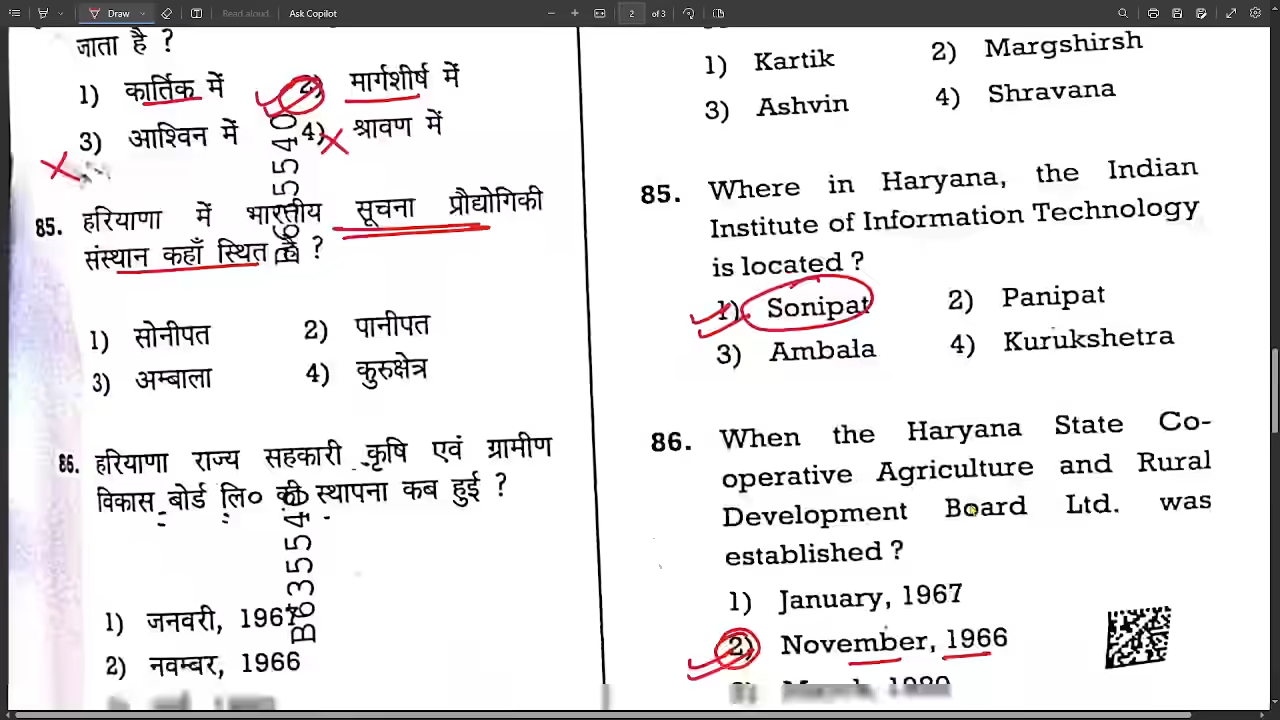 Draw
Read aloud
Ask Copilot
2 of 3
जाता है ?
1) कार्तिक में 2) मार्गशीर्ष में
3) आश्विन में 4) श्रावण में
85. हरियाणा में भारतीय सूचना प्रौद्योगिकी
संस्थान कहाँ स्थित है ?
1) सोनीपत 2) पानीपत
3) अम्बाला 4) कुरुक्षेत्र
86. हरियाणा राज्य सहकारी कृषि एवं ग्रामीण
विकास बोर्ड लि० की स्थापना कब हुई ?
1) जनवरी, 1967
2) नवम्बर, 1966
1) Kartik 2) Margshirsh
3) Ashvin 4) Shravana
85. Where in Haryana, the Indian
Institute of Information Technology
is located ?
1) Sonipat 2) Panipat
3) Ambala 4) Kurukshetra
86. When the Haryana State Co-
operative Agriculture and Rural
Development Board Ltd. was
established ?
1) January, 1967
2) November, 1966